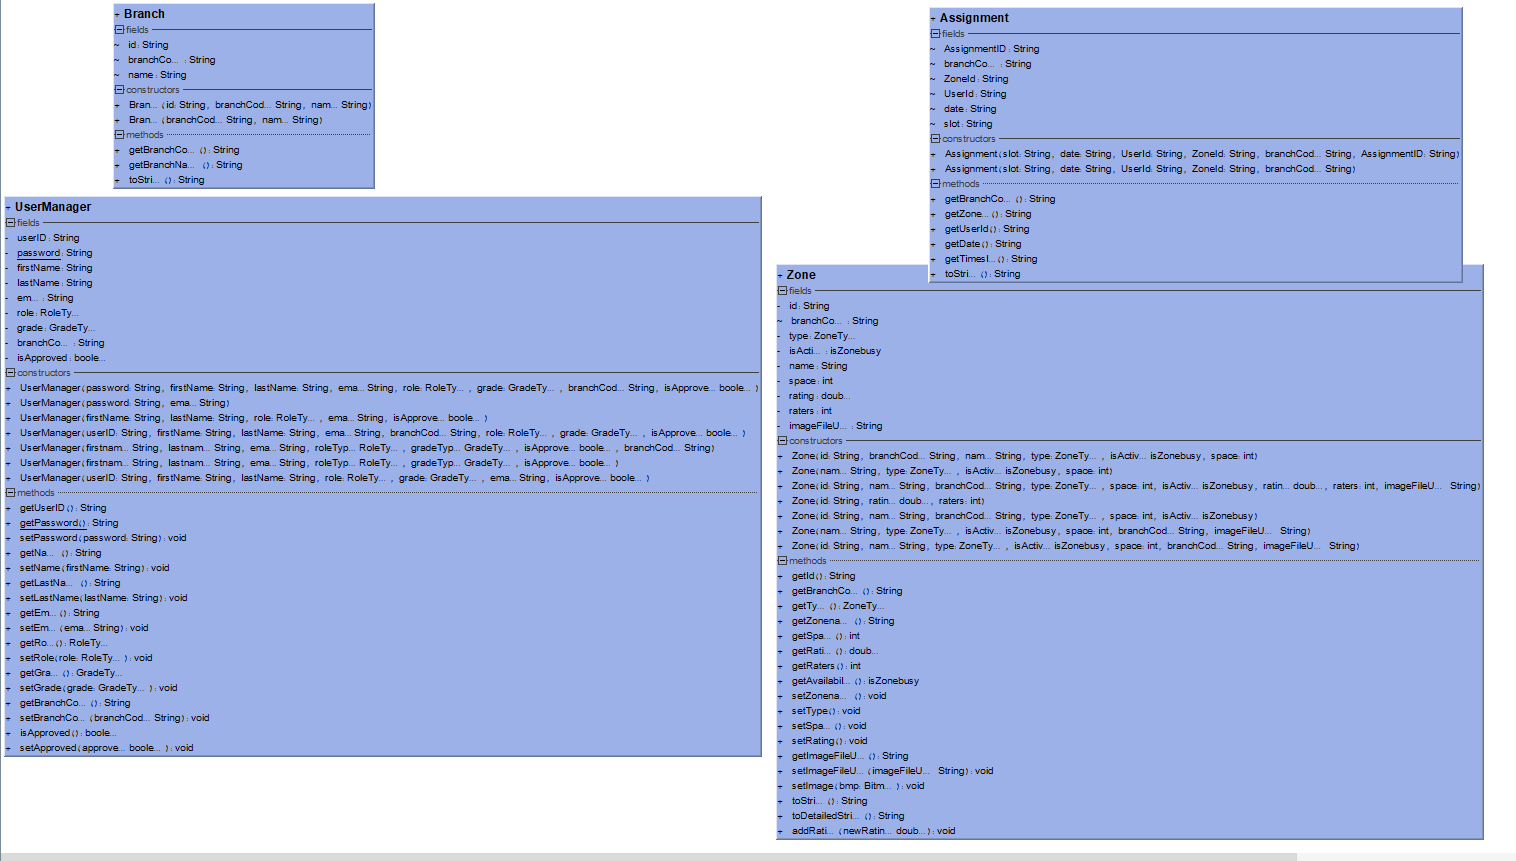 + Branch
fields
~ id: String
~ branchCo... : String
~ name: String
constructors
+ Bran... (id: String, branchCod... String, nam... String)
+ Bran... (branchCod... String, nam... String)
methods
+ getBranchCo... (): String
+ getBranchNa... (): String
+ toStri... (): String
+ UserManager
fields
- userID: String
- password: String
- firstName: String
- lastName: String
- em... : String
- role: RoleTy...
- grade: GradeTy...
- branchCo... : String
- isApproved: boole...
constructors
+ UserManager(password: String, firstName: String, lastName: String, ema... String, role: RoleTy... , grade: GradeTy... , branchCod... String, isApprove... boole... )
+ UserManager(password: String, ema... String)
+ UserManager(firstName: String, lastName: String, role: RoleTy... , ema... String, isApprove... boole... )
+ UserManager(userID: String, firstName: String, lastName: String, ema... String, branchCod... String, role: RoleTy... , grade: GradeTy... , isApprove... boole... )
+ UserManager(firstnam... String, lastnam... String, ema... String, roleTyp... RoleTy... , gradeTyp... GradeTy... , isApprove... boole... , branchCod... String)
+ UserManager(firstnam... String, lastnam... String, ema... String, roleTyp... RoleTy... , gradeTyp... GradeTy... , isApprove... boole... )
+ UserManager(userID: String, firstName: String, lastName: String, role: RoleTy... , grade: GradeTy... , ema... String, isApprove... boole... )
methods
+ getUserID(): String
+ getPassword(): String
+ setPassword(password: String): void
+ getNa... (): String
+ setName(firstName: String): void
+ getLastNa... (): String
+ setLastName(lastName: String): void
+ getEm... (): String
+ setEm... (ema... String): void
+ getRo... (): RoleTy...
+ setRole(role: RoleTy... ): void
+ getGra... (): GradeTy...
+ setGrade(grade: GradeTy... ): void
+ getBranchCo... (): String
+ setBranchCo... (branchCod... String): void
+ isApproved(): boole...
+ setApproved(approve... boole... ): void
+ Assignment
fields
~ AssignmentID: String
~ branchCo... : String
~ ZoneId: String
~ UserId: String
~ date: String
~ slot: String
constructors
+ Assignment(slot: String, date: String, UserId: String, ZoneId: String, branchCod... String, AssignmentID: String)
+ Assignment(slot: String, date: String, UserId: String, ZoneId: String, branchCod... String)
methods
+ getBranchCo... (): String
+ getZone... (): String
+ getUserId(): String
+ getDate(): String
+ getTimesl... (): String
+ toStri... (): String
+ Zone
fields
- id: String
~ branchCo... : String
- type: ZoneTy...
- isActi... : isZonebusy
- name: String
- space: int
- rating: doub...
- raters: int
- imageFileU... : String
constructors
+ Zone(id: String, branchCod... String, nam... String, type: ZoneTy... , isActiv... isZonebusy, space: int)
+ Zone(nam... String, type: ZoneTy... , isActiv... isZonebusy, space: int)
+ Zone(id: String, nam... String, branchCod... String, type: ZoneTy... , space: int, isActiv... isZonebusy, ratin... doub... , raters: int, imageFileU... String)
+ Zone(id: String, ratin... doub... , raters: int)
+ Zone(id: String, nam... String, branchCod... String, type: ZoneTy... , space: int, isActiv... isZonebusy)
+ Zone(nam... String, type: ZoneTy... , isActiv... isZonebusy, space: int, branchCod... String, imageFileU... String)
+ Zone(id: String, nam... String, type: ZoneTy... , isActiv... isZonebusy, space: int, branchCod... String, imageFileU... String)
methods
+ getId(): String
+ getBranchCo... (): String
+ getTy... (): ZoneTy...
+ getZonena... (): String
+ getSpa... (): int
+ getRati... (): doub...
+ getRaters(): int
+ getAvailabil... (): isZonebusy
+ setZonena... (): void
+ setType(): void
+ setSpa... (): void
+ setRating(): void
+ getImageFileU... (): String
+ setImageFileU... (imageFileU... String): void
+ setImage(bmp: Bitm... ): void
+ toStri... (): String
+ toDetailedStri... (): String
+ addRati... (newRatin... doub... ): void